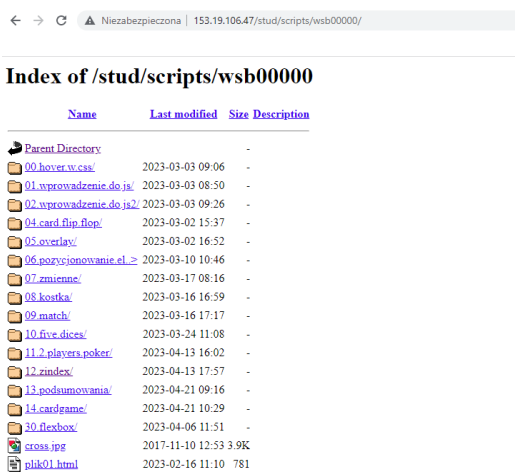 Niezabezpieczona | 153.19.106.47/stud/scripts/wsb00000/
Index of /stud/scripts/wsb00000
Name Last modified Size Description
Parent Directory -
00.hover.w.css/ 2023-03-03 09:06 -
01.wprowadzenie.do.js/ 2023-03-03 08:50 -
02.wprowadzenie.do.js2/ 2023-03-03 09:26 -
04.card.flip.flop/ 2023-03-02 15:37 -
05.overlay/ 2023-03-02 16:52 -
06.pozycjonowanie.el..> 2023-03-10 10:46 -
07.zmienne/ 2023-03-17 08:16 -
08.kostka/ 2023-03-16 16:59 -
09.match/ 2023-03-16 17:17 -
10.five.dices/ 2023-03-24 11:08 -
11.2.players.poker/ 2023-04-13 16:02 -
12.zindex/ 2023-04-13 17:57 -
13.podsumowania/ 2023-04-21 09:16 -
14.cardgame/ 2023-04-21 10:29 -
30.flexbox/ 2023-04-06 11:51 -
cross.jpg 2017-11-10 12:53 3.9K
plik01.html 2023-02-16 11:10 781